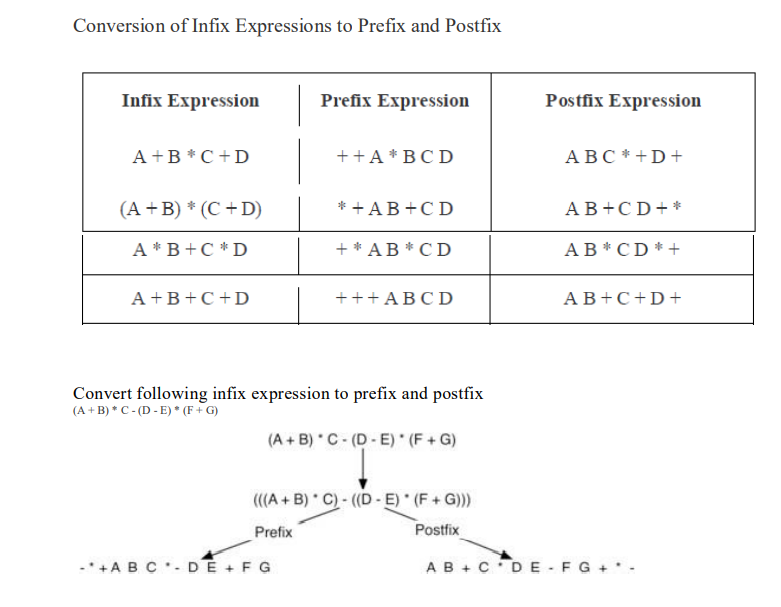 Conversion of Infix Expressions to Prefix and Postfix
Infix Expression Prefix Expression Postfix Expression
A + B * C + D + + A * B C D A B C * + D +
(A + B) * (C + D) * + A B + C D A B + C D + *
A * B + C * D + * A B * C D A B * C D * +
A + B + C + D + + + A B C D A B + C + D +
Convert following infix expression to prefix and postfix
(A + B) * C - (D - E) * (F + G)
(A + B) * C - (D - E) * (F + G)
(((A + B) * C) - ((D - E) * (F + G)))
Prefix Postfix
- * + A B C * - D E + F G A B + C * D E - F G + * -